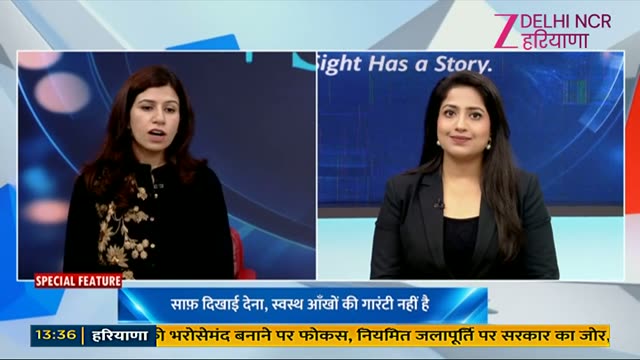 Z DELHI NCR
हरियाणा
Sight Has a Story.
SPECIAL FEATURE
साफ़ दिखाई देना, स्वस्थ आँखों की गारंटी नहीं है
13:36 हरियाणा की भरोसेमंद बनाने पर फोकस, नियमित जलापूर्ति पर सरकार का जोर,